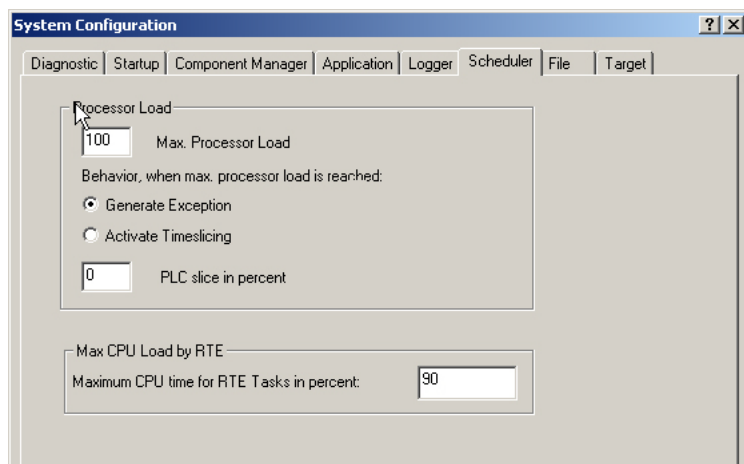 System Configuration
Diagnostic Startup Component Manager Application Logger Scheduler File Target
Processor Load
100 Max. Processor Load
Behavior, when max. processor load is reached:
Generate Exception
Activate Timeslicing
0 PLC slice in percent
Max CPU Load by RTE
Maximum CPU time for RTE Tasks in percent: 90